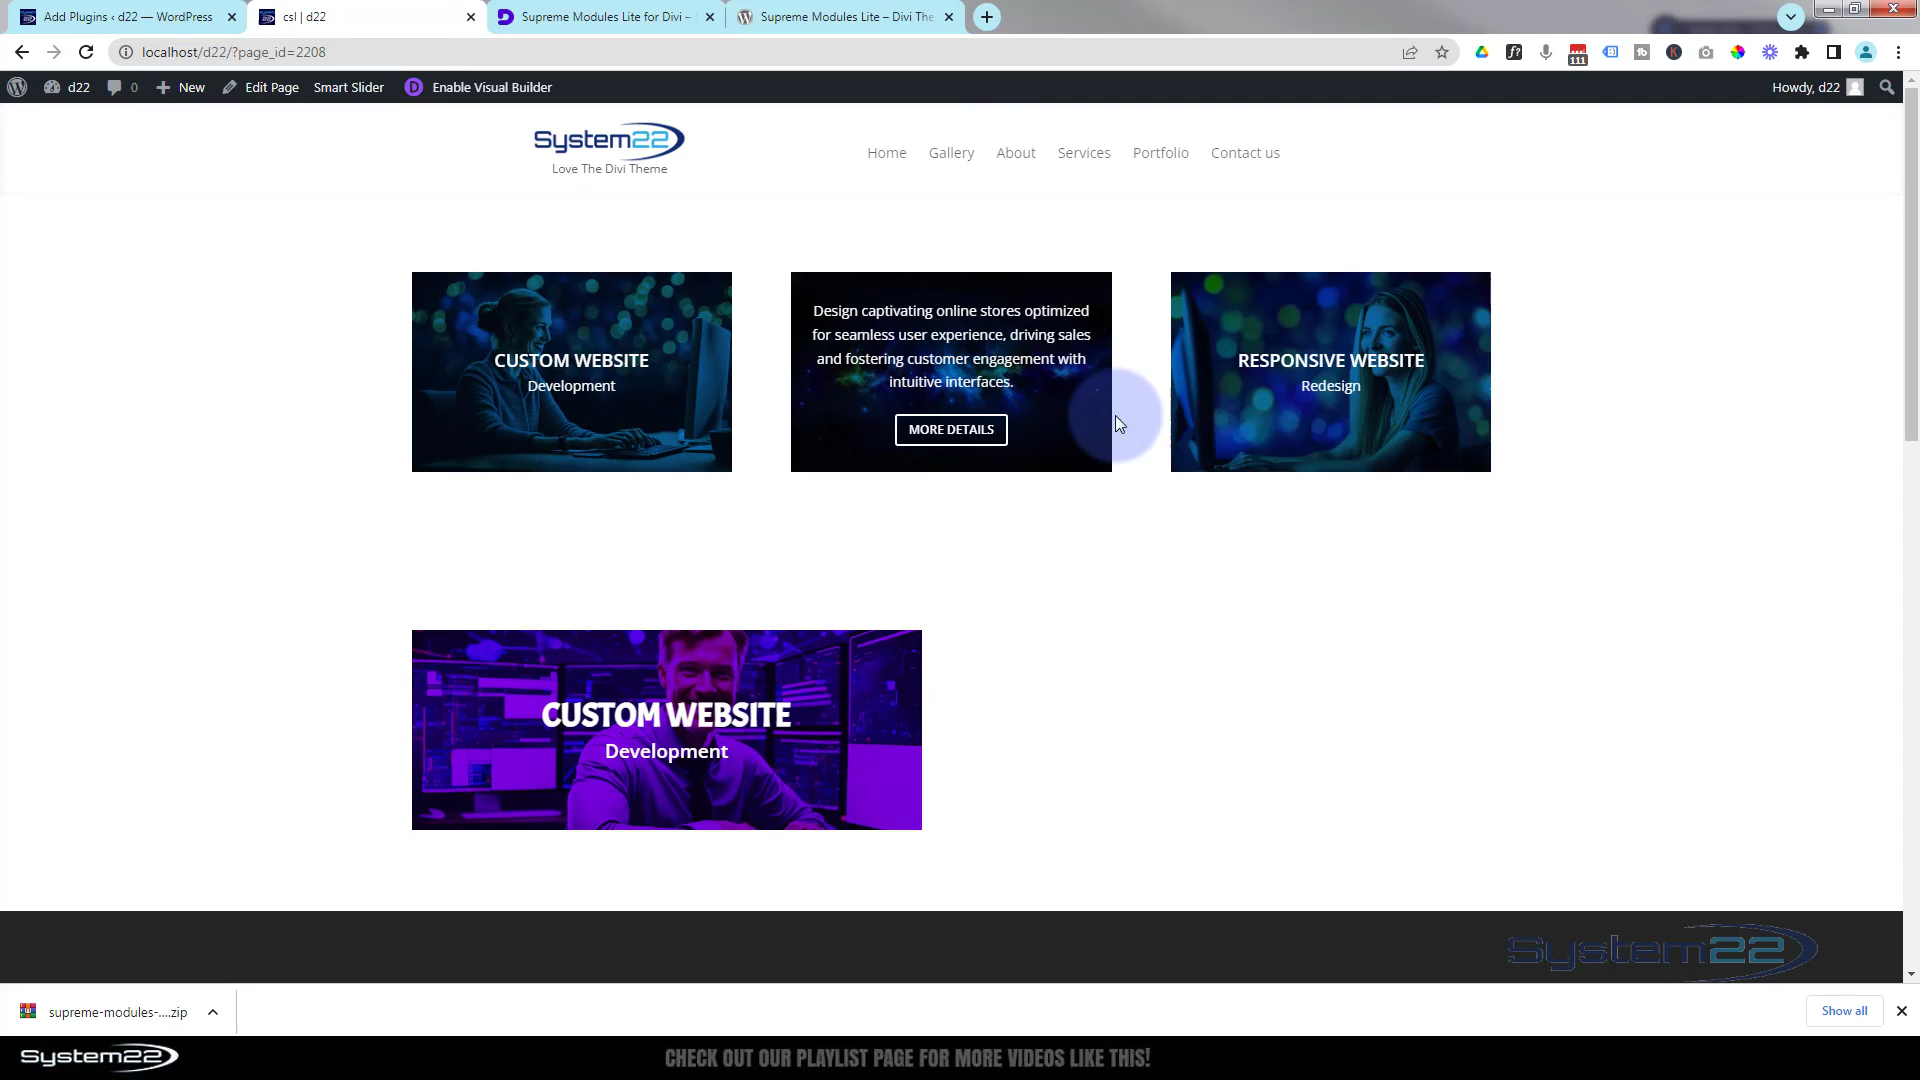 Add Plugins ‹ d22 — WordPress
csl | d22
Supreme Modules Lite for Divi –
Supreme Modules Lite – Divi The
localhost/d22/?page_id=2208
111
d22
0
New
Edit Page
Smart Slider
Enable Visual Builder
Howdy, d22
System22
Love The Divi Theme
Home
Gallery
About
Services
Portfolio
Contact us
CUSTOM WEBSITE
Development
Design captivating online stores optimized
for seamless user experience, driving sales
and fostering customer engagement with
intuitive interfaces.
MORE DETAILS
RESPONSIVE WEBSITE
Redesign
CUSTOM WEBSITE
Development
System22
supreme-modules-....zip
Show all
System22
CHECK OUT OUR PLAYLIST PAGE FOR MORE VIDEOS LIKE THIS!